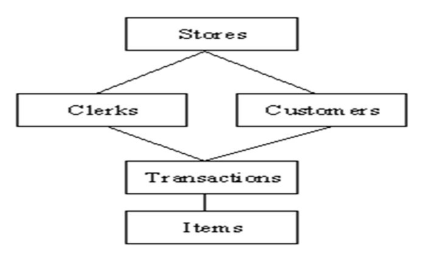 Stores
Clerks
Customers
Transactions
Items